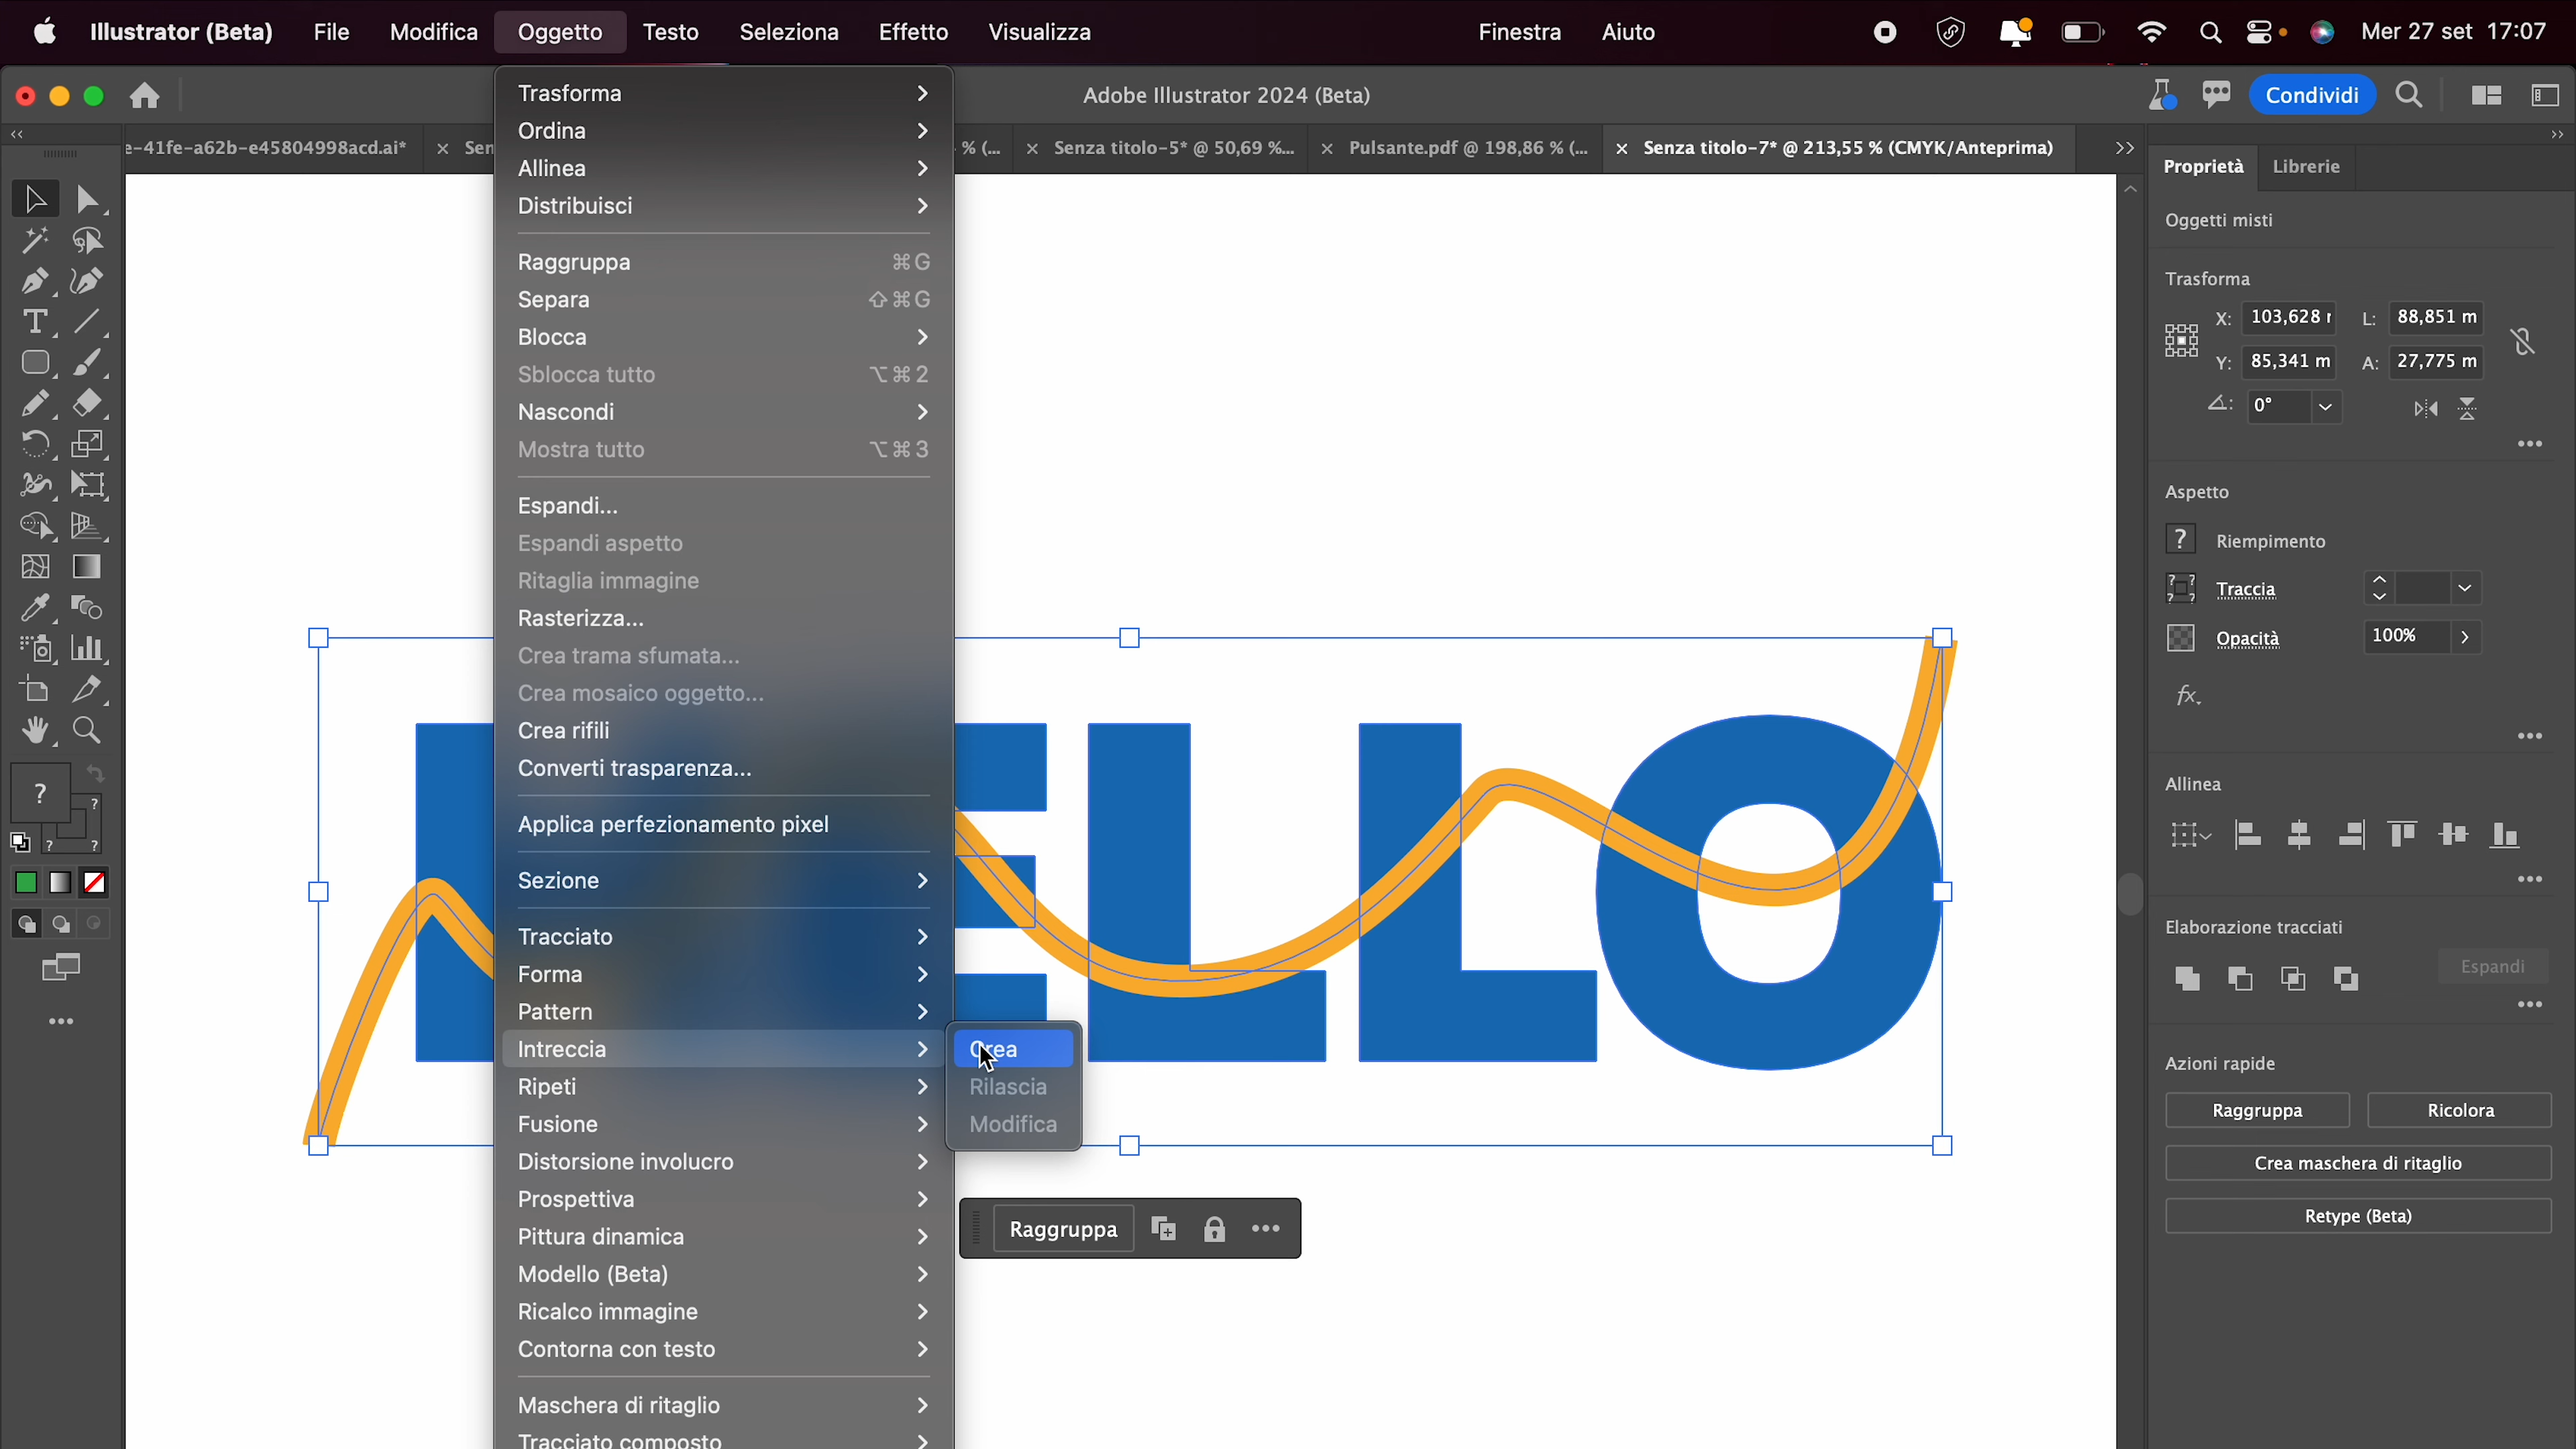 Illustrator (Beta) File Modifica Oggetto Testo Seleziona Effetto Visualizza Finestra Aiuto Mer 27 set 17:07
Adobe Illustrator 2024 (Beta) Condividi
e-41fe-a62b-e45804998acd.ai* × Sen % (... × Senza titolo-5* @ 50,69 %... × Pulsante.pdf @ 198,86 % (... × Senza titolo-7* @ 213,55 % (CMYK/Anteprima)
Trasforma
Ordina
Allinea
Distribuisci
Raggruppa ⌘G
Separa ⇧⌘G
Blocca
Sblocca tutto ⌥⌘2
Nascondi
Mostra tutto ⌥⌘3
Espandi...
Espandi aspetto
Ritaglia immagine
Rasterizza...
Crea trama sfumata...
Crea mosaico oggetto...
Crea rifili
Converti trasparenza...
Applica perfezionamento pixel
Sezione
Tracciato
Forma
Pattern
Intreccia
Ripeti
Fusione
Distorsione involucro
Prospettiva
Pittura dinamica
Modello (Beta)
Ricalco immagine
Contorna con testo
Maschera di ritaglio
Tracciato composto
Crea
Rilascia
Modifica
ELLO
Raggruppa
Proprietà Librerie
Oggetti misti
Trasforma
X: 103,628 L: 88,851 m
Y: 85,341 m A: 27,775 m
0°
Aspetto
? Riempimento
Traccia
Opacità 100%
fx
Allinea
Elaborazione tracciati
Espandi
Azioni rapide
Raggruppa Ricolora
Crea maschera di ritaglio
Retype (Beta)